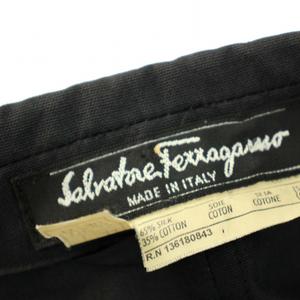 Salvatore Ferragamo
MADE IN ITALY
65% SILK SOIE SETA
35% COTTON COTON COTONE
R.N 136180843